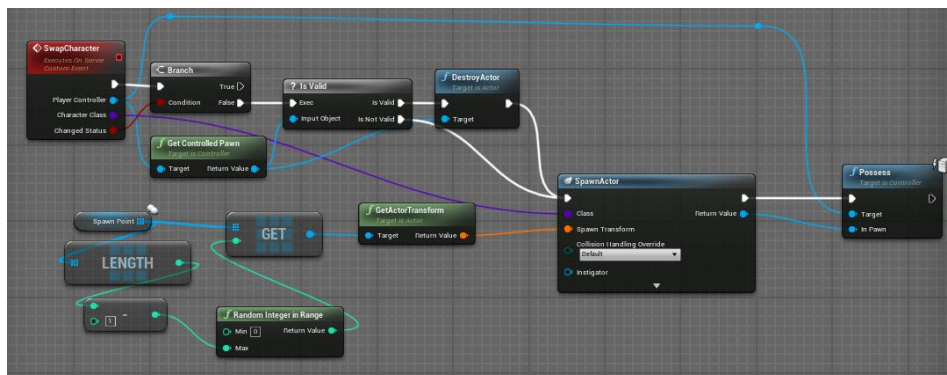 SwapCharacter
Executes On Server
Custom Event
Player Controller
Character Class
Changed Status
Branch
True
Condition
False
Get Controlled Pawn
Target is Controller
Target
Return Value
? Is Valid
Exec
Is Valid
Input Object
Is Not Valid
f DestroyActor
Target is Actor
Target
Spawn Point
LENGTH
GET
1
-
f Random Integer in Range
Min 0
Return Value
Max
f GetActorTransform
Target is Actor
Target
Return Value
SpawnActor
Class
Return Value
Spawn Transform
Collision Handling Override
Default
Instigator
f Possess
Target is Controller
Target
In Pawn